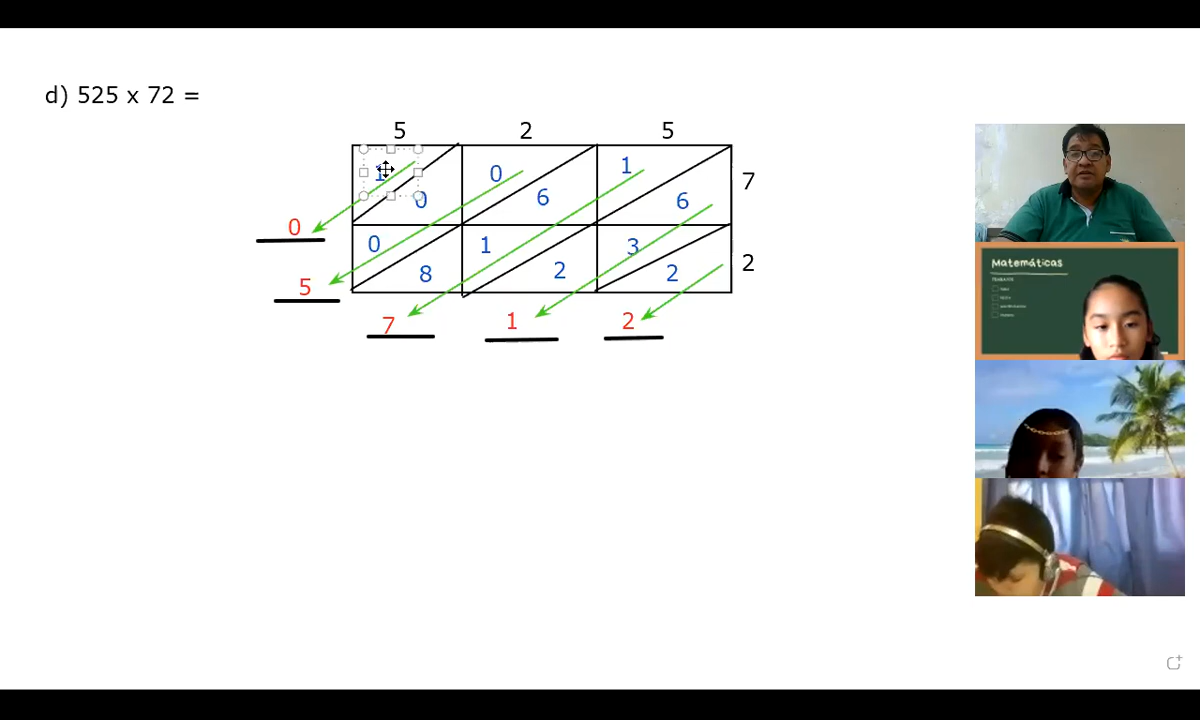 d) 525 x 72 =
5 2 5
1 0 1 7
0 6 6
0
0 1 3 2
8 2 2
5
7 1 2
Matemáticas